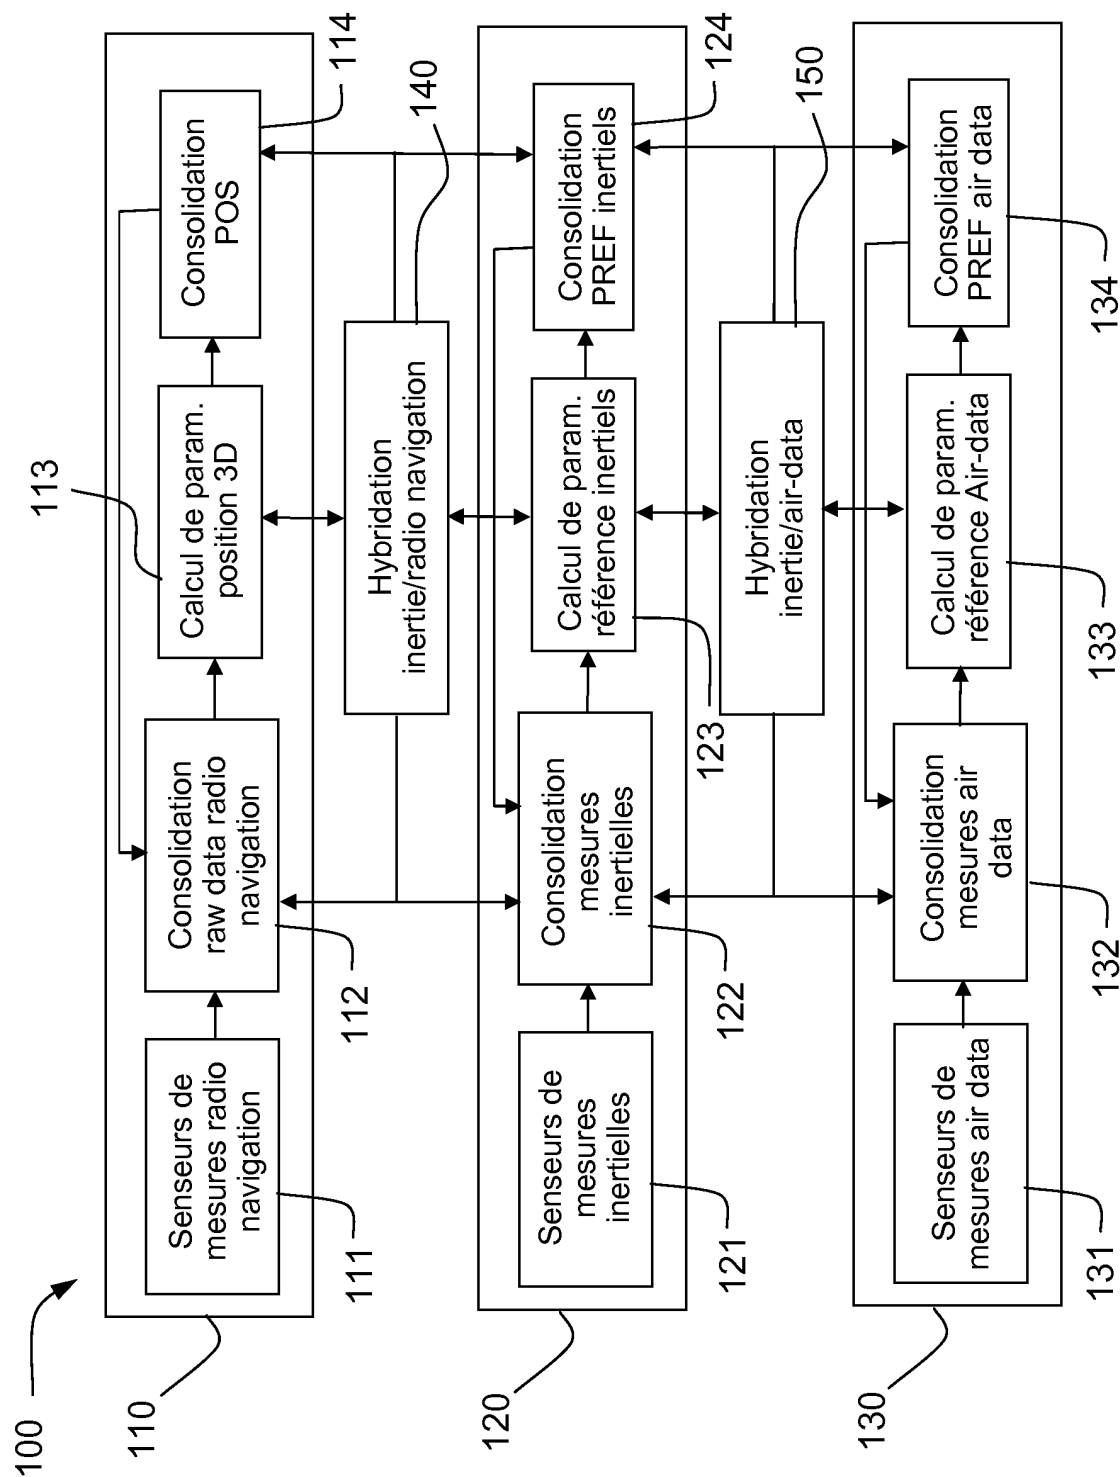 100
110
Senseurs de
mesures radio
navigation
111
Consolidation
raw data radio
navigation
112
Calcul de param.
position 3D
113
Consolidation
POS
114
Hybridation
inertie/radio navigation
140
120
Senseurs de
mesures
inertielles
121
Consolidation
mesures
inertielles
122
Calcul de param.
référence inertiels
123
Consolidation
PREF inertiels
124
Hybridation
inertie/air-data
150
130
Senseurs de
mesures air data
131
Consolidation
mesures air
data
132
Calcul de param.
référence Air-data
133
Consolidation
PREF air data
134